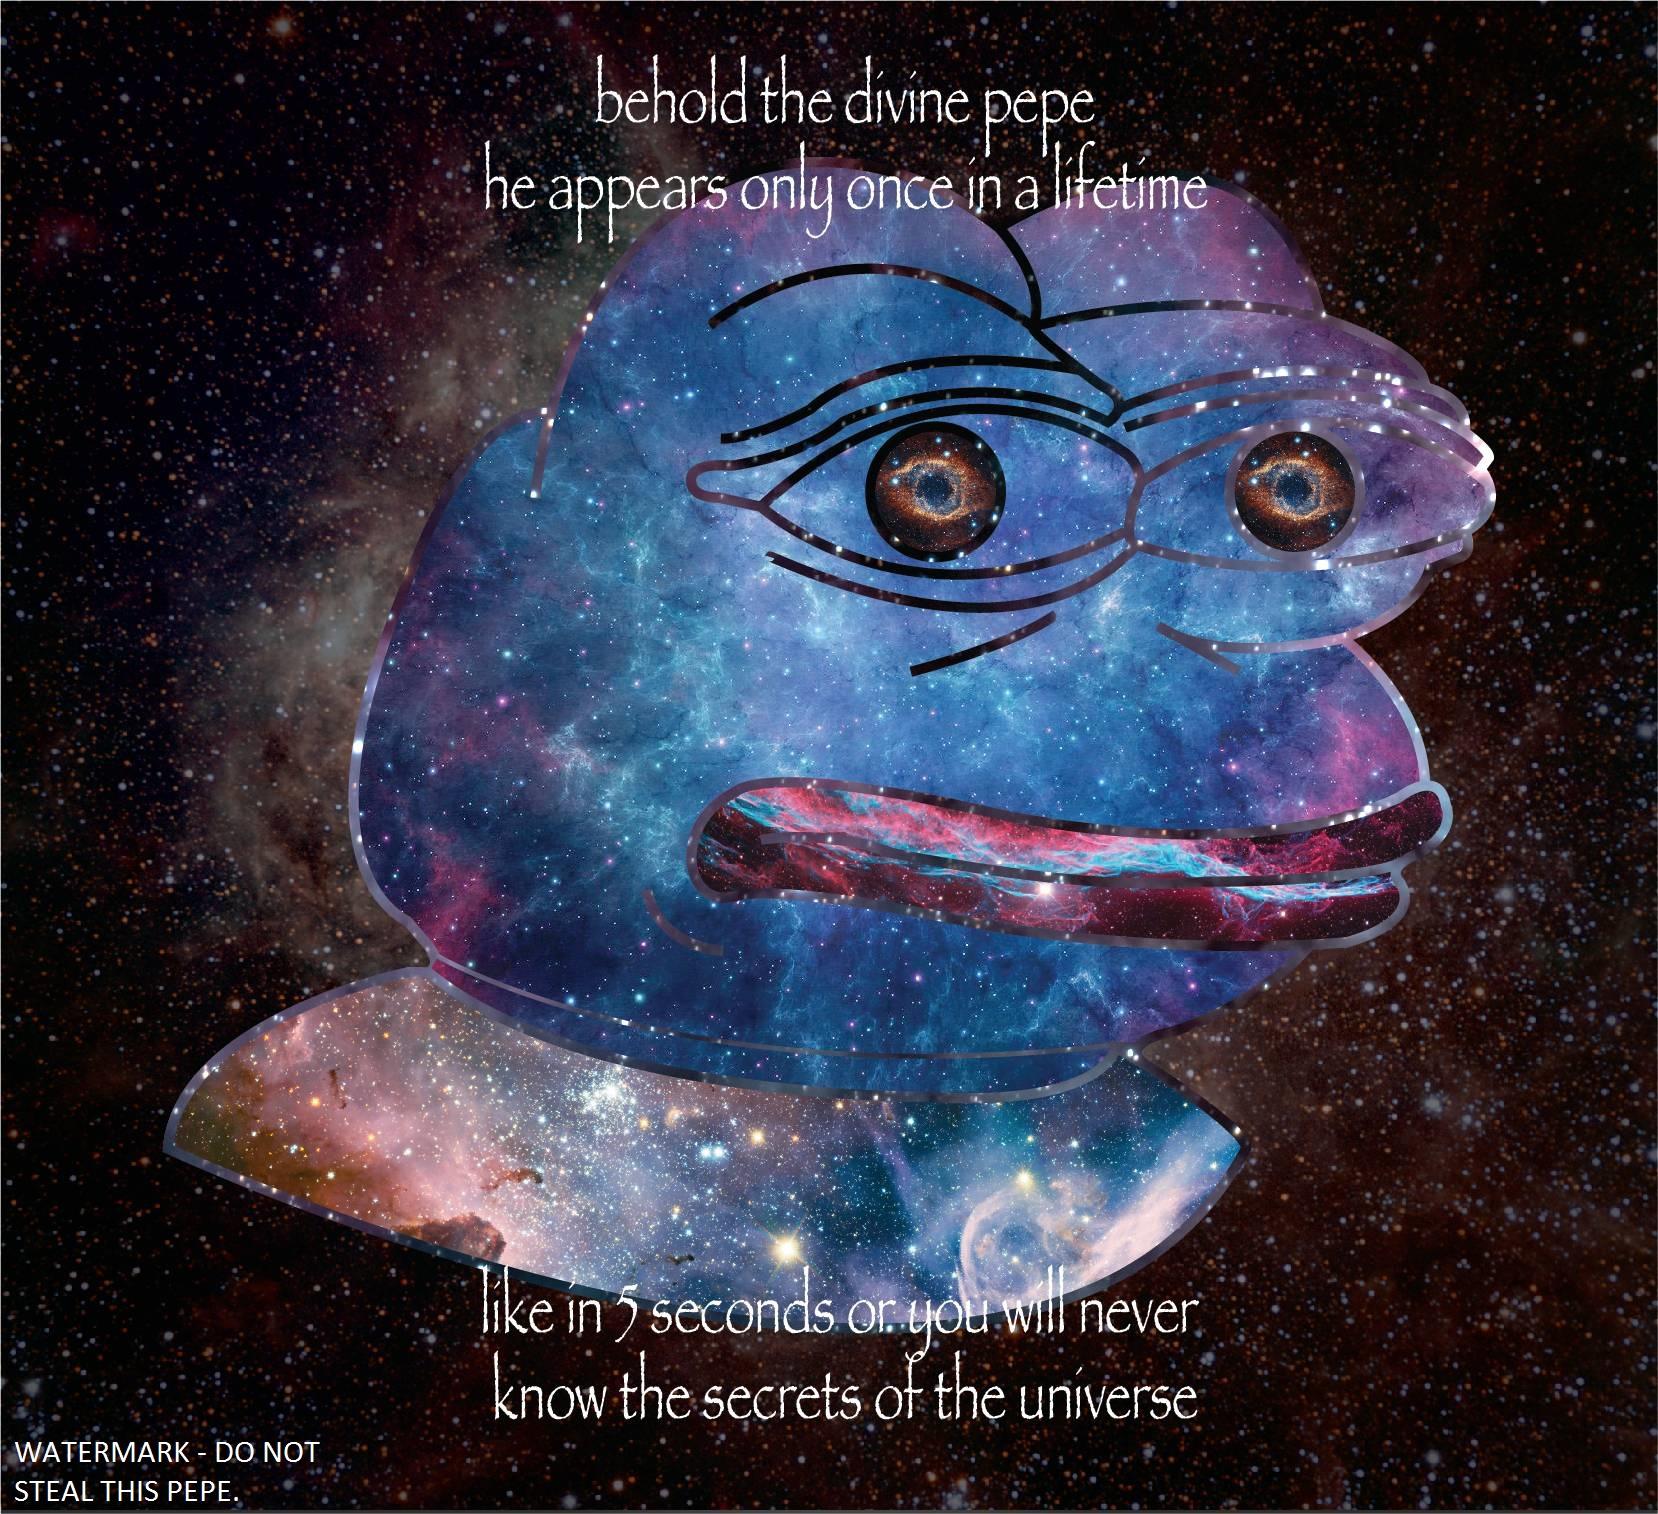 behold the divine pepe
he appears only once in a lifetime
like in 5 seconds or you will never
know the secrets of the universe
WATERMARK - DO NOT
STEAL THIS PEPE.